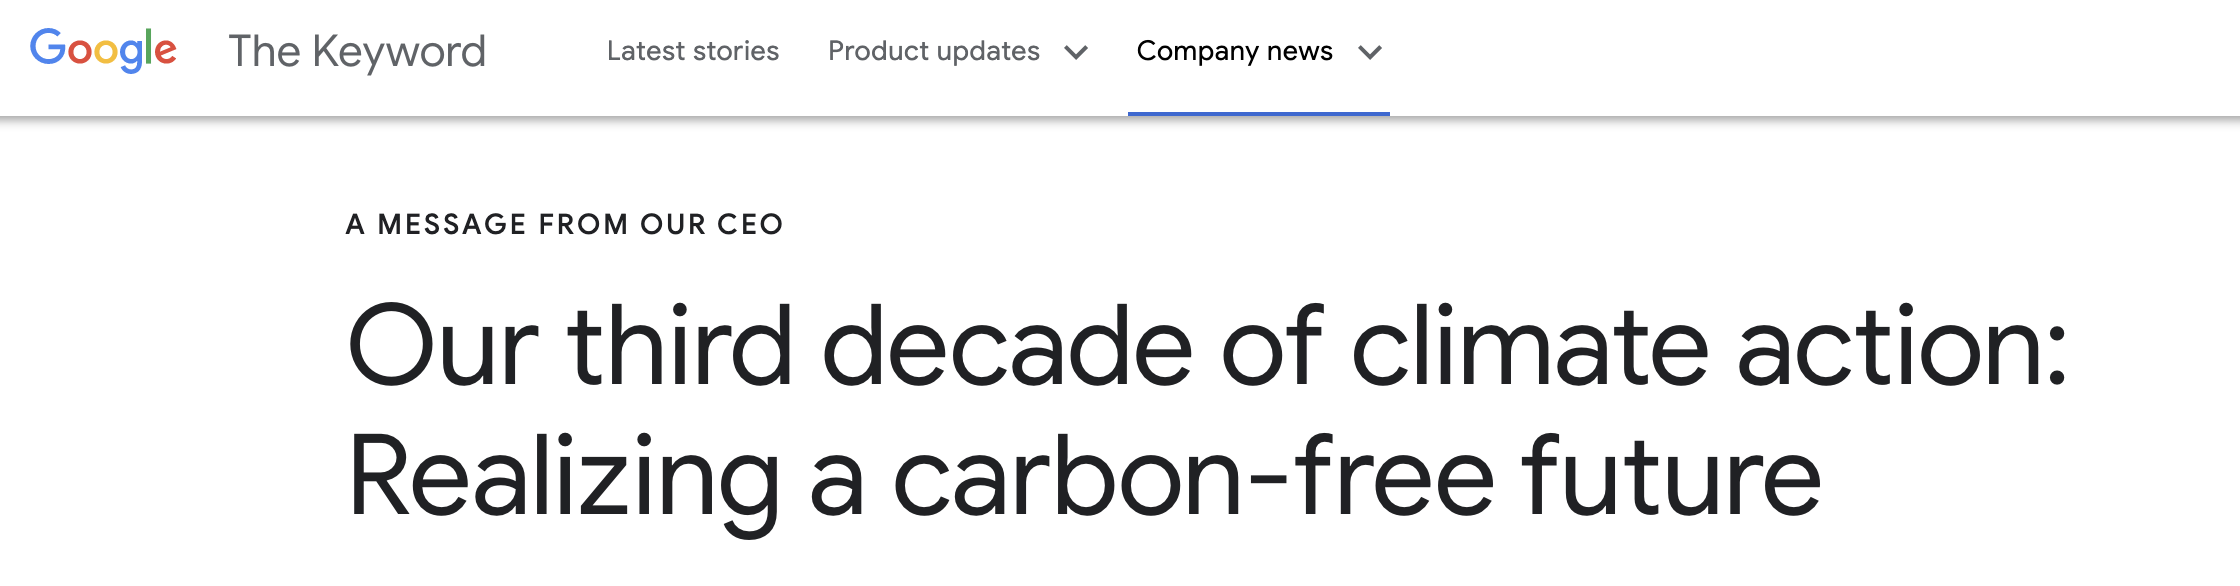 Google The Keyword Latest stories Product updates Company news
A MESSAGE FROM OUR CEO
Our third decade of climate action:
Realizing a carbon-free future